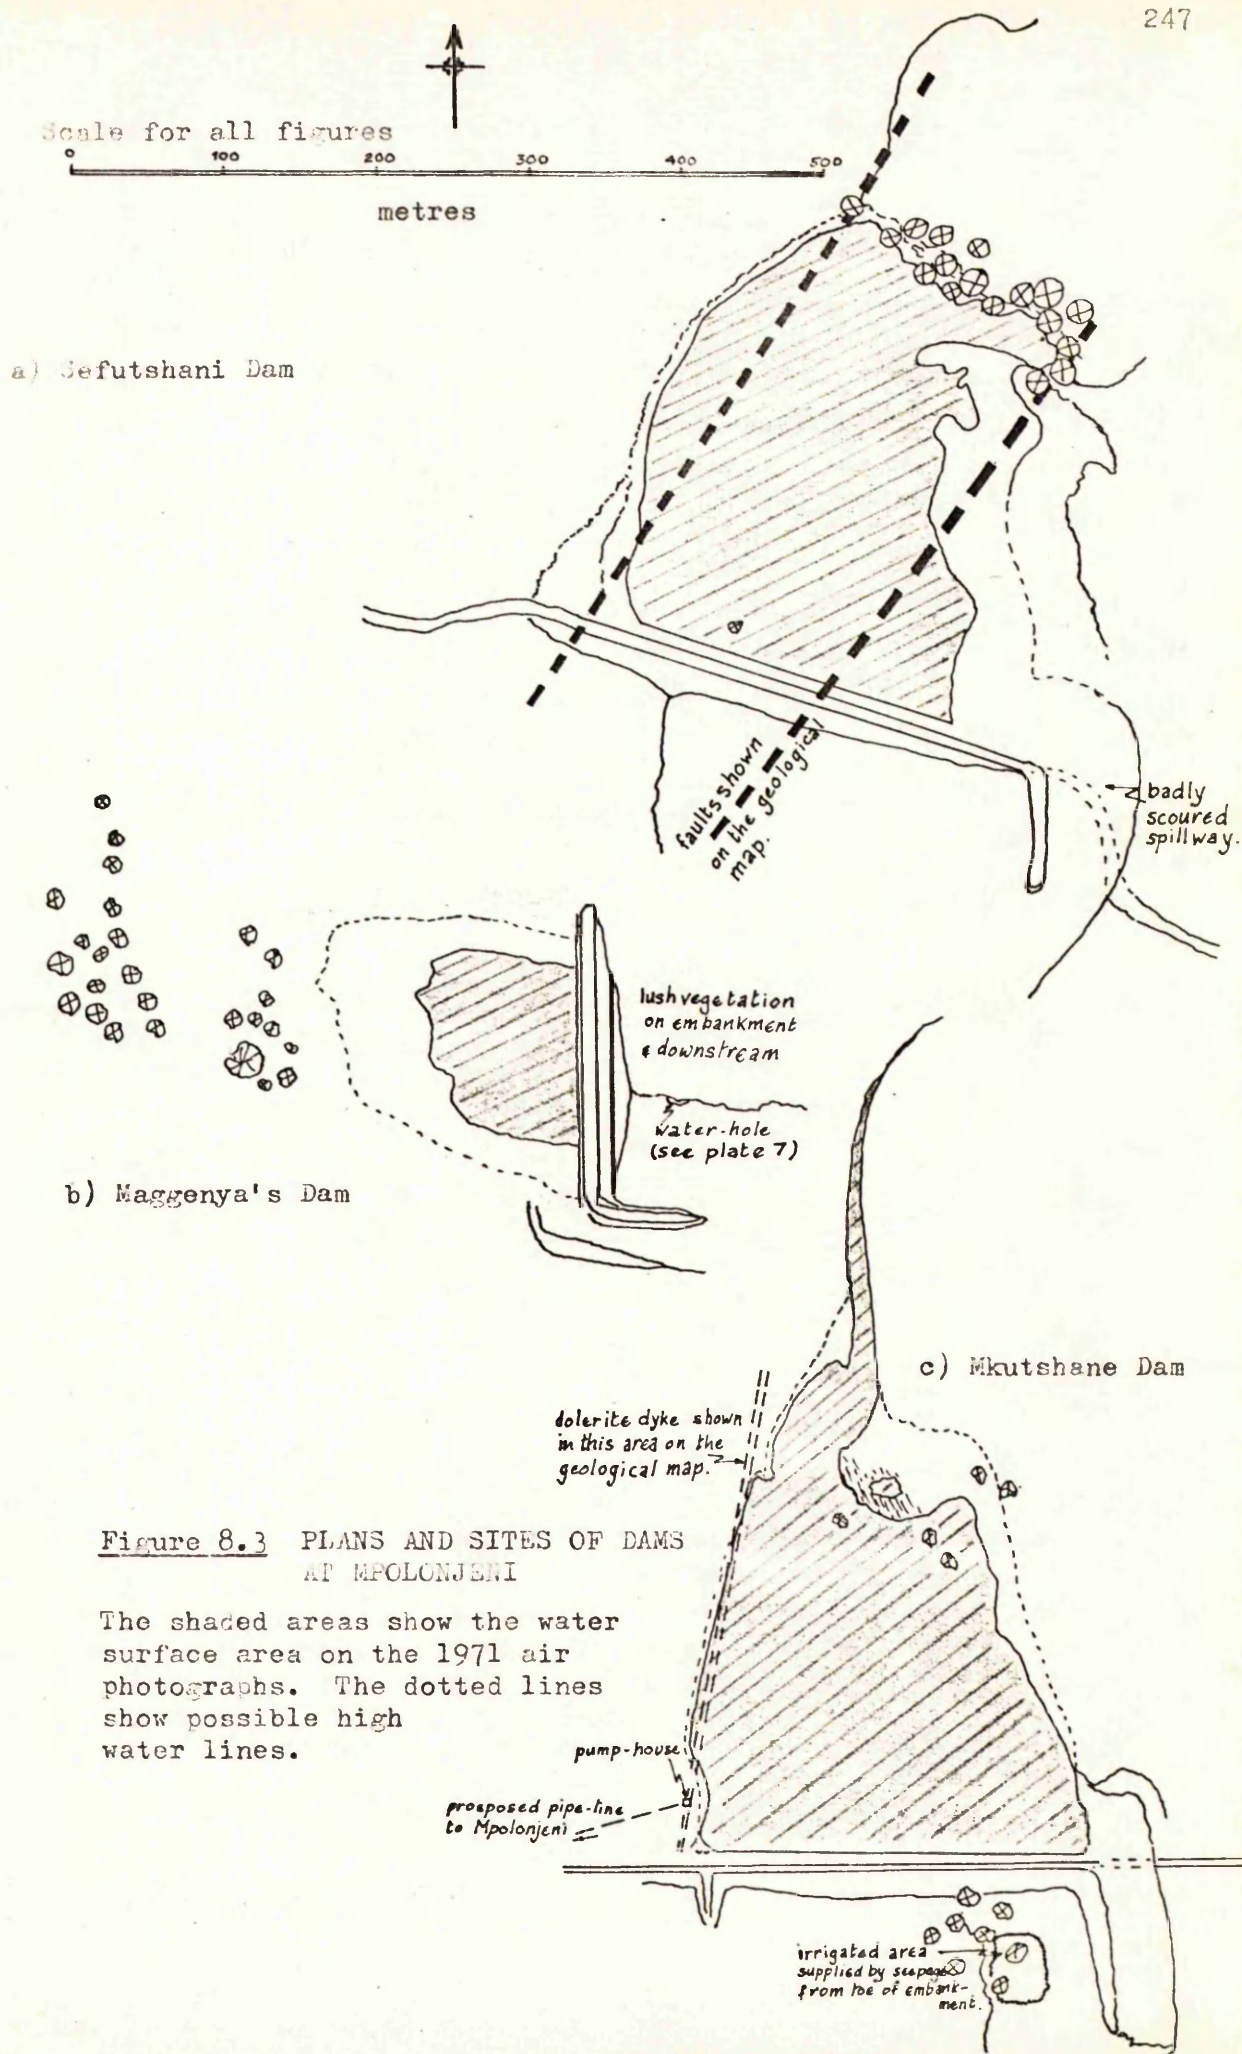 247
Scale for all figures
0 100 200 300 400 500
metres
a) Sefutshani Dam
faults shown
on the geological
map.
badly
scoured
spillway.
lush vegetation
on embankment
& downstream
water-hole
(see plate 7)
b) Maggenya's Dam
c) Mkutshane Dam
dolerite dyke shown
in this area on the
geological map.
Figure 8.3 PLANS AND SITES OF DAMS
AT MPOLONJENI
The shaded areas show the water
surface area on the 1971 air
photographs. The dotted lines
show possible high
water lines.
pump-house
proeposed pipe-line
to Mpolonjeni
irrigated area
supplied by seepage
from toe of embank-
ment.